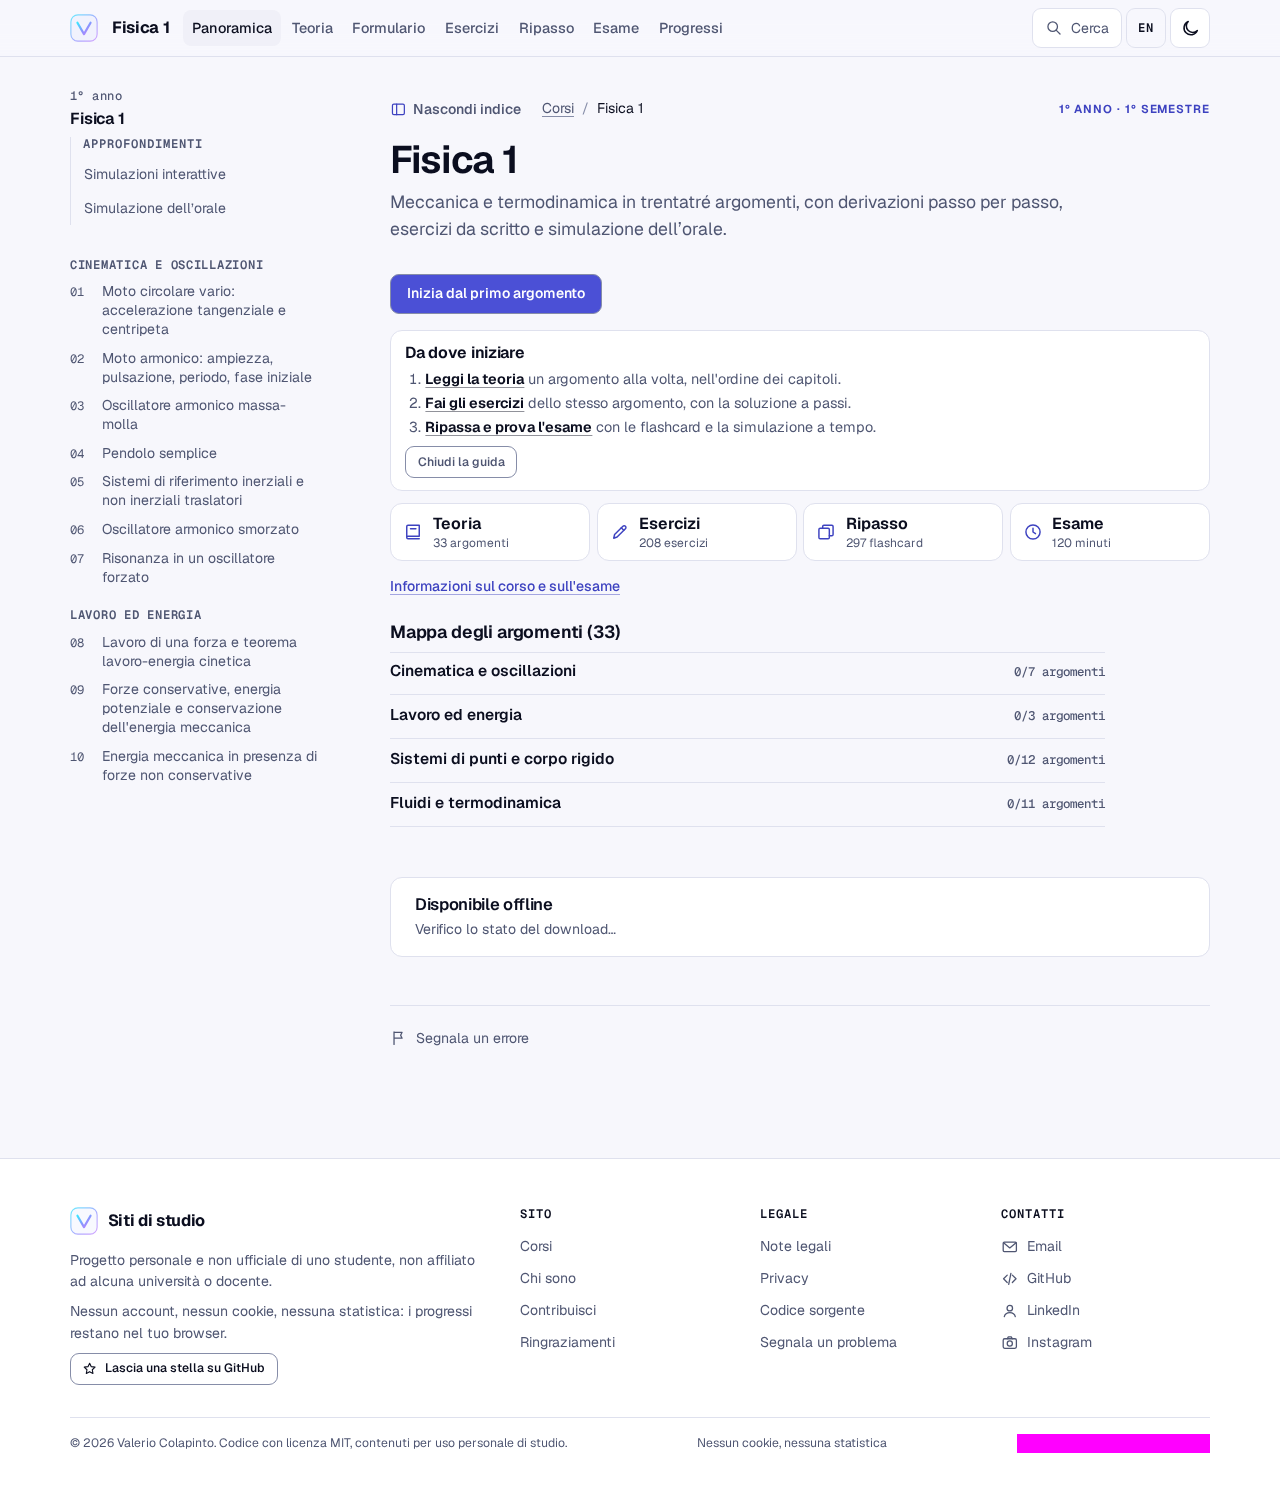 Fisica 1
Panoramica
Teoria
Formulario
Esercizi
Ripasso
Esame
Progressi
Cerca
EN
1° anno
Fisica 1
APPROFONDIMENTI
Simulazioni interattive
Simulazione dell'orale
CINEMATICA E OSCILLAZIONI
01 Moto circolare vario:
accelerazione tangenziale e
centripeta
02 Moto armonico: ampiezza,
pulsazione, periodo, fase iniziale
03 Oscillatore armonico massa-
molla
04 Pendolo semplice
05 Sistemi di riferimento inerziali e
non inerziali traslatori
06 Oscillatore armonico smorzato
07 Risonanza in un oscillatore
forzato
LAVORO ED ENERGIA
08 Lavoro di una forza e teorema
lavoro-energia cinetica
09 Forze conservative, energia
potenziale e conservazione
dell'energia meccanica
10 Energia meccanica in presenza di
forze non conservative
Nascondi indice
Corsi / Fisica 1
1° ANNO · 1° SEMESTRE
Fisica 1
Meccanica e termodinamica in trentatré argomenti, con derivazioni passo per passo,
esercizi da scritto e simulazione dell'orale.
Inizia dal primo argomento
Da dove iniziare
1. Leggi la teoria un argomento alla volta, nell'ordine dei capitoli.
2. Fai gli esercizi dello stesso argomento, con la soluzione a passi.
3. Ripassa e prova l'esame con le flashcard e la simulazione a tempo.
Chiudi la guida
Teoria
33 argomenti
Esercizi
208 esercizi
Ripasso
297 flashcard
Esame
120 minuti
Informazioni sul corso e sull'esame
Mappa degli argomenti (33)
Cinematica e oscillazioni 0/7 argomenti
Lavoro ed energia 0/3 argomenti
Sistemi di punti e corpo rigido 0/12 argomenti
Fluidi e termodinamica 0/11 argomenti
Disponibile offline
Verifico lo stato del download…
Segnala un errore
Siti di studio
Progetto personale e non ufficiale di uno studente, non affiliato
ad alcuna università o docente.
Nessun account, nessun cookie, nessuna statistica: i progressi
restano nel tuo browser.
Lascia una stella su GitHub
SITO
Corsi
Chi sono
Contribuisci
Ringraziamenti
LEGALE
Note legali
Privacy
Codice sorgente
Segnala un problema
CONTATTI
Email
GitHub
LinkedIn
Instagram
© 2026 Valerio Colapinto. Codice con licenza MIT, contenuti per uso personale di studio.
Nessun cookie, nessuna statistica